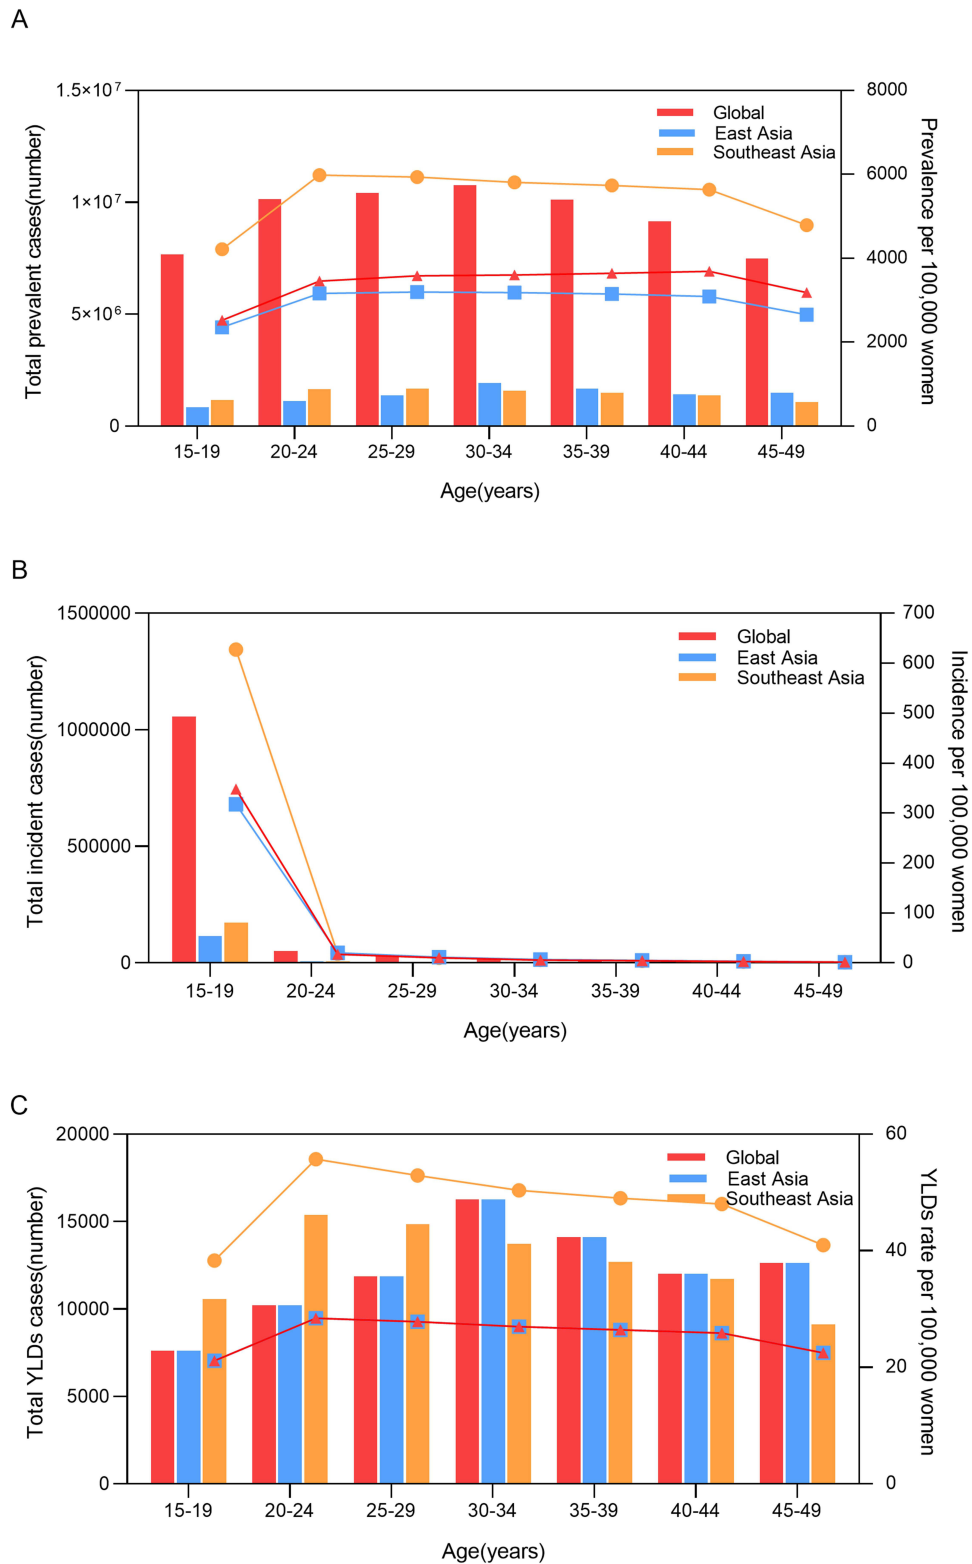 A
1.5×10⁷
1×10⁷
5×10⁶
0
Total prevalent cases(number)
8000
6000
4000
2000
0
Prevalence per 100,000 women
Global
East Asia
Southeast Asia
15-19 20-24 25-29 30-34 35-39 40-44 45-49
Age(years)
B
1500000
1000000
500000
0
Total incident cases(number)
700
600
500
400
300
200
100
0
Incidence per 100,000 women
Global
East Asia
Southeast Asia
15-19 20-24 25-29 30-34 35-39 40-44 45-49
Age(years)
C
20000
15000
10000
5000
0
Total YLDs cases(number)
60
40
20
0
YLDs rate per 100,000 women
Global
East Asia
Southeast Asia
15-19 20-24 25-29 30-34 35-39 40-44 45-49
Age(years)